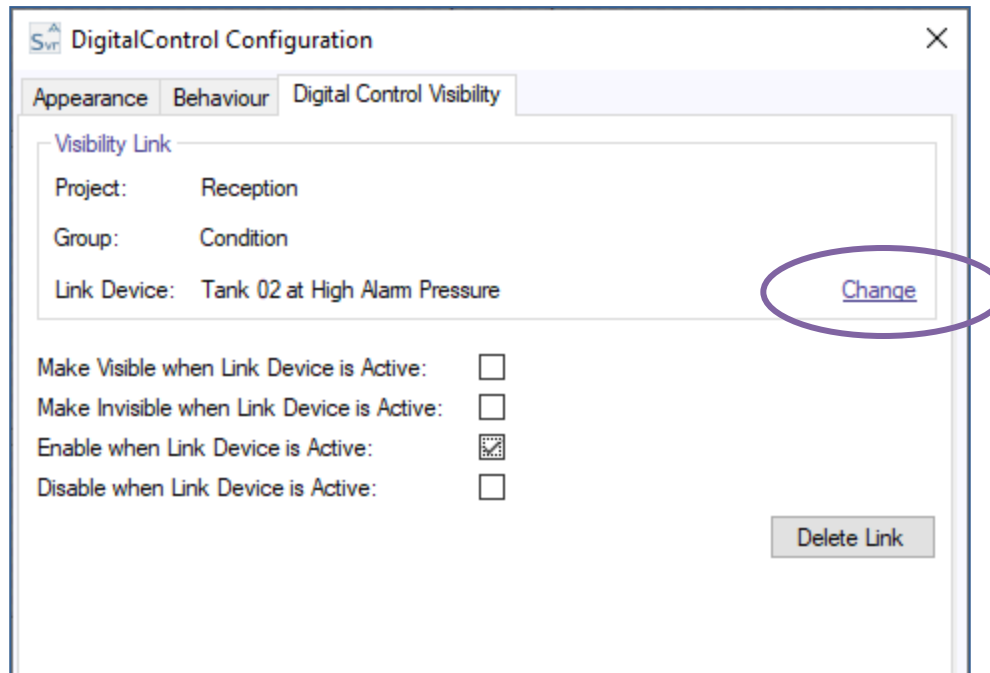 Svr A DigitalControl Configuration
Appearance Behaviour Digital Control Visibility
Visibility Link
Project: Reception
Group: Condition
Link Device: Tank 02 at High Alarm Pressure Change
Make Visible when Link Device is Active:
Make Invisible when Link Device is Active:
Enable when Link Device is Active:
Disable when Link Device is Active:
Delete Link